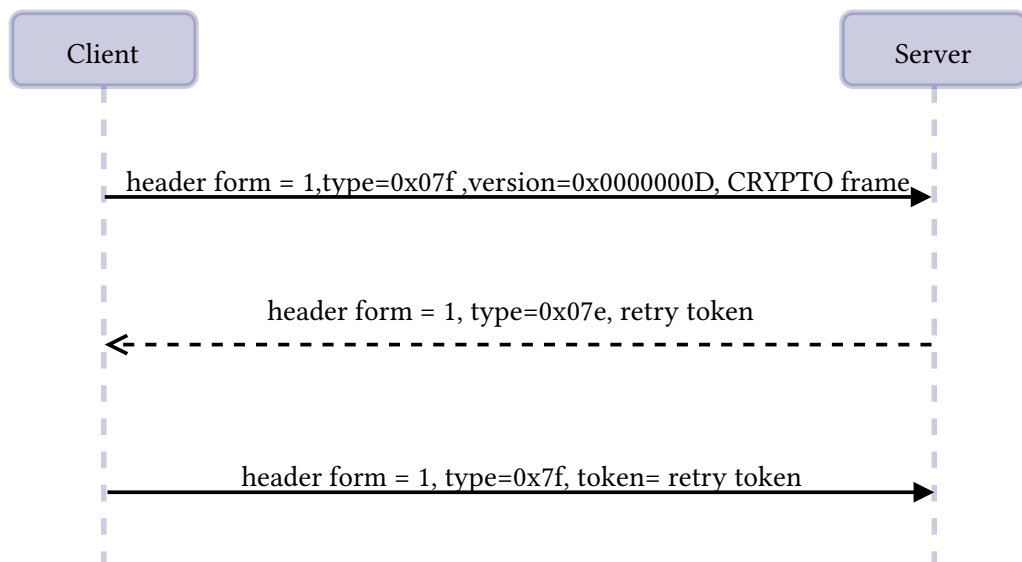 Client
Server
header form = 1,type=0x07f ,version=0x0000000D, CRYPTO frame
header form = 1, type=0x07e, retry token
header form = 1, type=0x7f, token= retry token